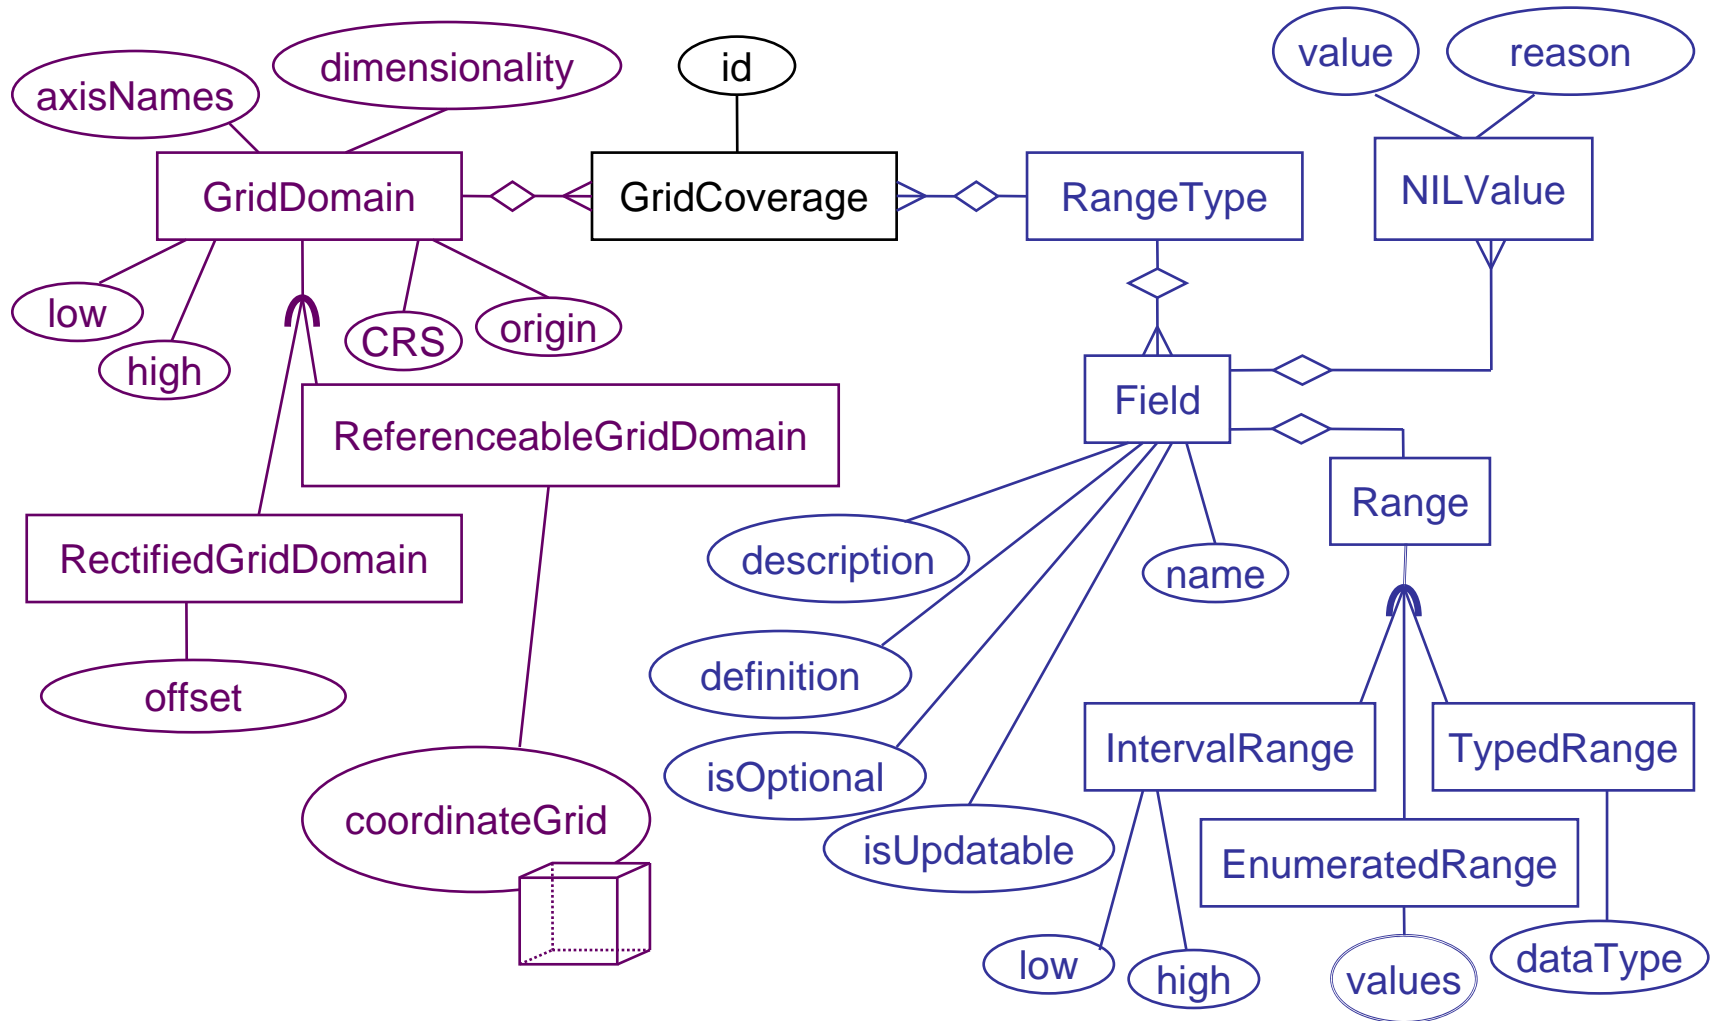 value
reason
dimensionality
id
axisNames
GridDomain
GridCoverage
RangeType
NILValue
low
CRS
origin
high
Field
ReferenceableGridDomain
Range
RectifiedGridDomain
description
name
definition
offset
IntervalRange
TypedRange
isOptional
coordinateGrid
isUpdatable
EnumeratedRange
low
high
values
dataType